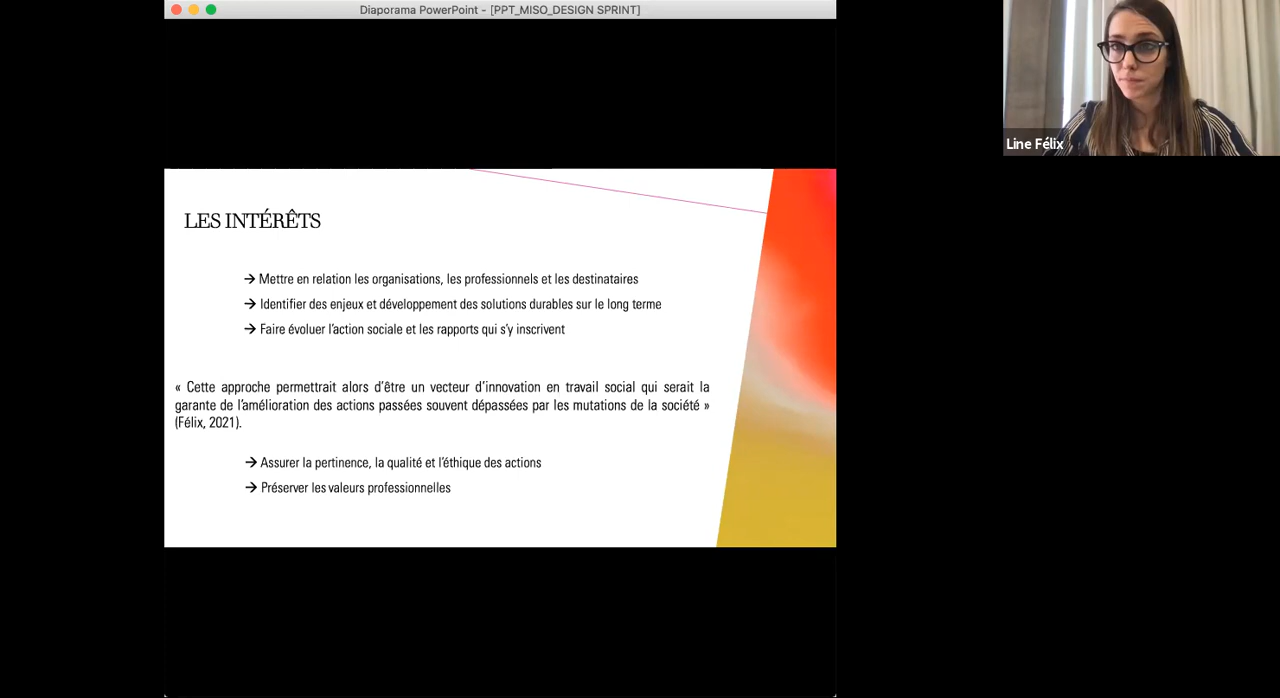 Diaporama PowerPoint - [PPT_MISO_DESIGN SPRINT]
Line Félix
LES INTÉRÊTS
→ Mettre en relation les organisations, les professionnels et les destinataires
→ Identifier des enjeux et développement des solutions durables sur le long terme
→ Faire évoluer l'action sociale et les rapports qui s'y inscrivent
« Cette approche permettrait alors d'être un vecteur d'innovation en travail social qui serait la
garante de l'amélioration des actions passées souvent dépassées par les mutations de la société »
(Félix, 2021).
→ Assurer la pertinence, la qualité et l'éthique des actions
→ Préserver les valeurs professionnelles